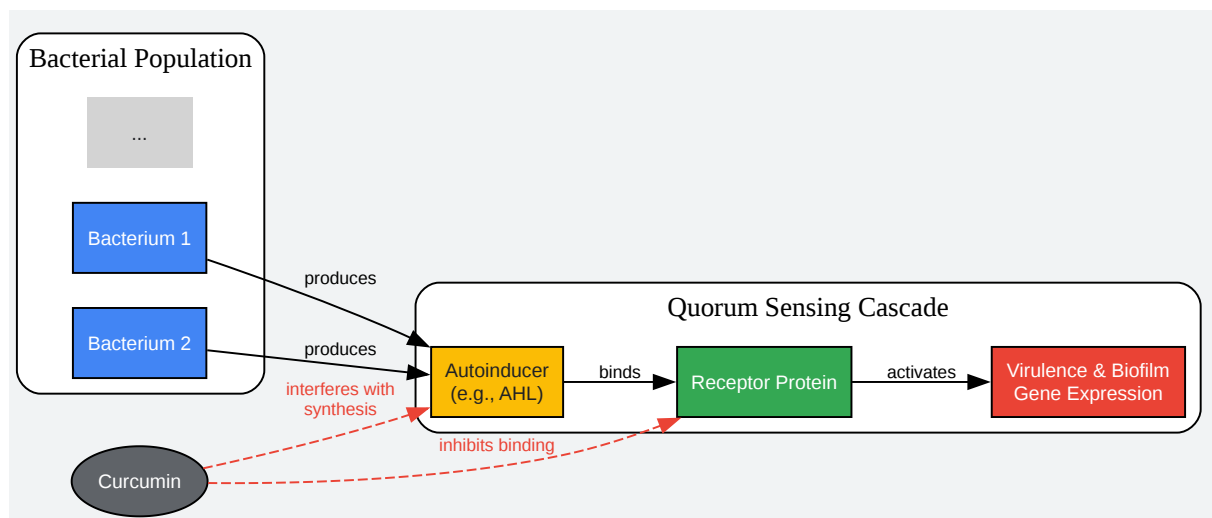 Bacterial Population
...
Bacterium 1
Bacterium 2
produces
produces
interferes with
synthesis
inhibits binding
Curcumin
Quorum Sensing Cascade
Autoinducer
(e.g., AHL)
binds
Receptor Protein
activates
Virulence & Biofilm
Gene Expression